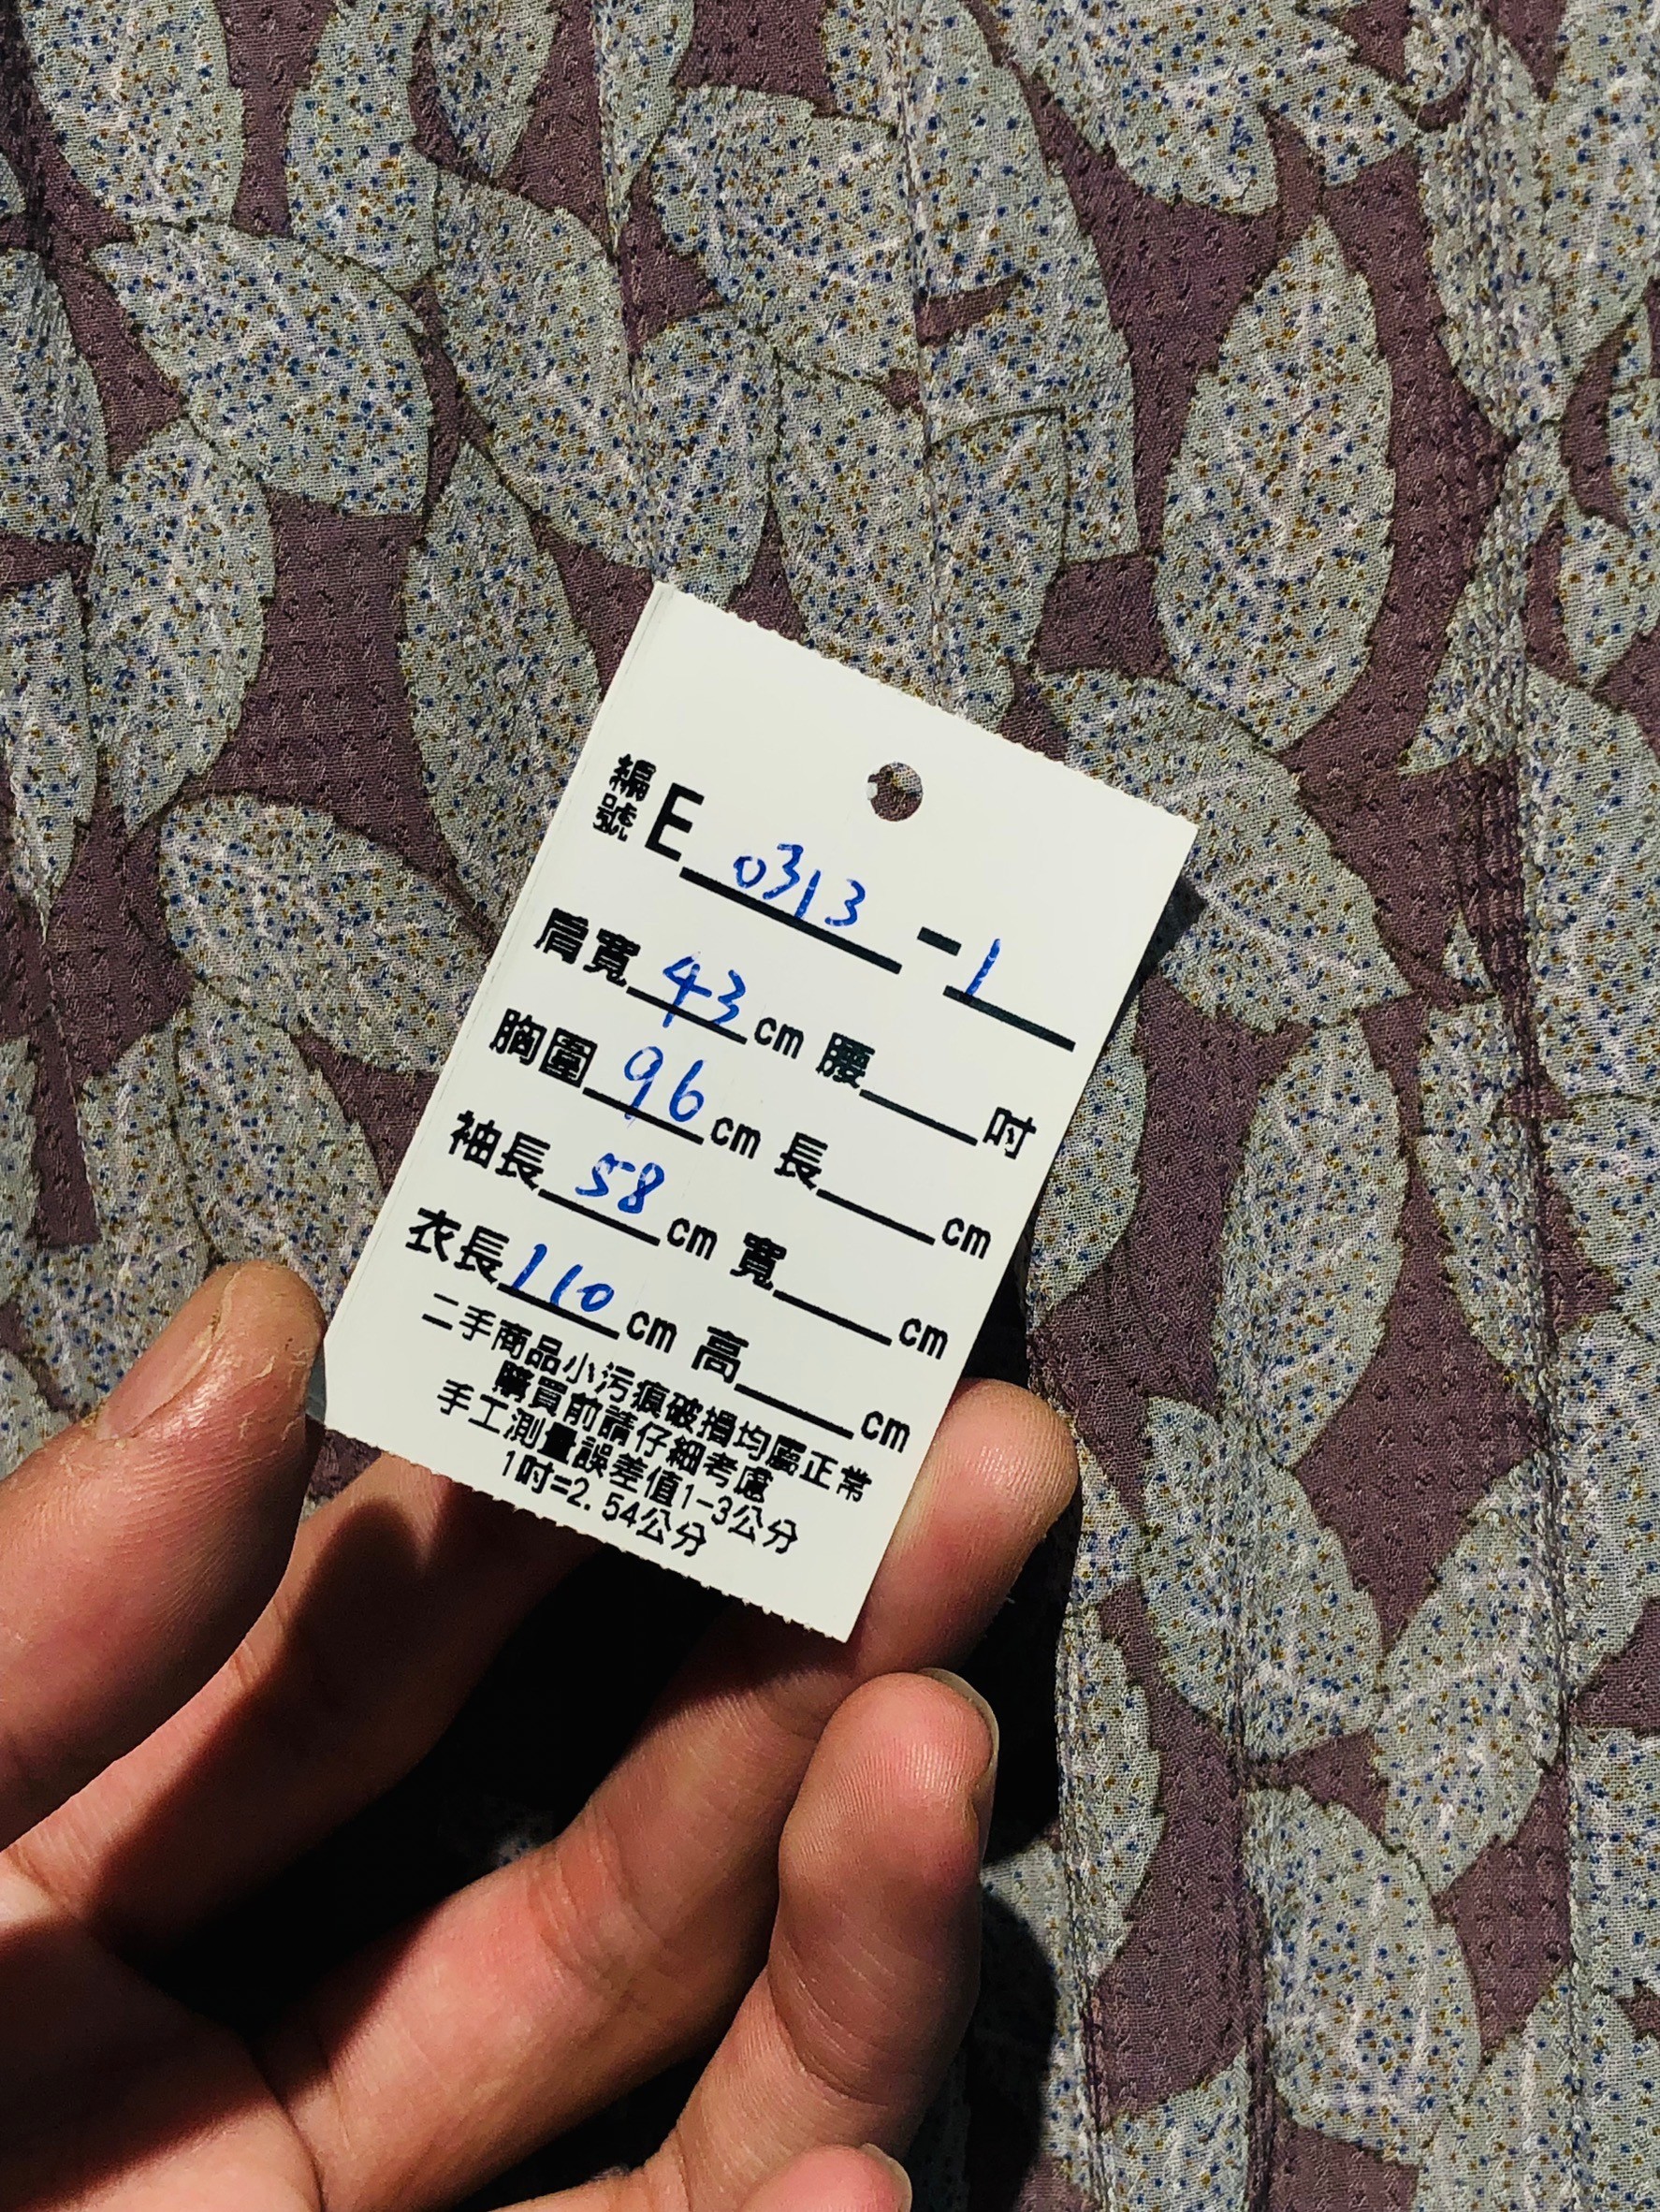 編號E 0313 - 1
肩寬 43 cm 腰 吋
胸圍 96 cm 長 cm
袖長 58 cm 寬 cm
衣長 110 cm 高 cm
二手商品小污痕破損均屬正常
購買前請仔細考慮
手工測量誤差值1-3公分
1吋=2.54公分